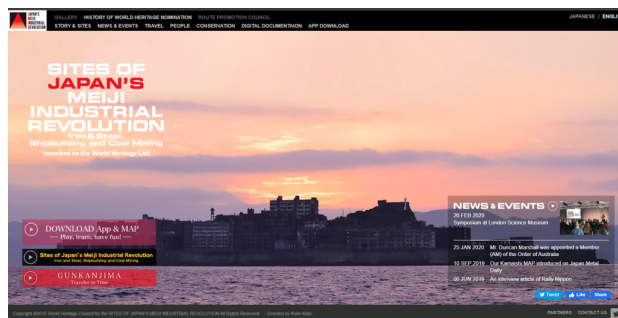 JAPAN'S
MEIJI
INDUSTRIAL
REVOLUTION
GALLERY HISTORY OF WORLD HERITAGE NOMINATION ROUTE PROMOTION COUNCIL
JAPANESE | ENGLI
STORY & SITES NEWS & EVENTS TRAVEL PEOPLE CONSERVATION DIGITAL DOCUMENTAION APP DOWNLOAD
SITES OF
JAPAN'S
MEIJI
INDUSTRIAL
REVOLUTION
Iron & Steel,
Shipbuilding and Coal Mining
inscribed on the World Heritage List
DOWNLOAD App & MAP
— Play, learn, have fun! —
Sites of Japan's Meiji Industrial Revolution
Iron and Steel, Shipbuilding and Coal Mining
GUNKANJIMA
Traveler in Time
NEWS & EVENTS
26 FEB 2020
Symposium at London Science Museum
25 JAN 2020 Mr. Duncan Marshall was appointed a Member
(AM) of the Order of Australia
10 SEP 2019 Our Kamaishi MAP introduced on Japan Metal
Daily
06 JUN 2019 An interview article of Rally Nippon
Tweet Like Share
Copyright ©2015 World Heritage Council for the SITES OF JAPAN'S MEIJI INDUSTRIAL REVOLUTION All Rights Reserved. Directed by Koko Kato
PARTNERS CONTACT US